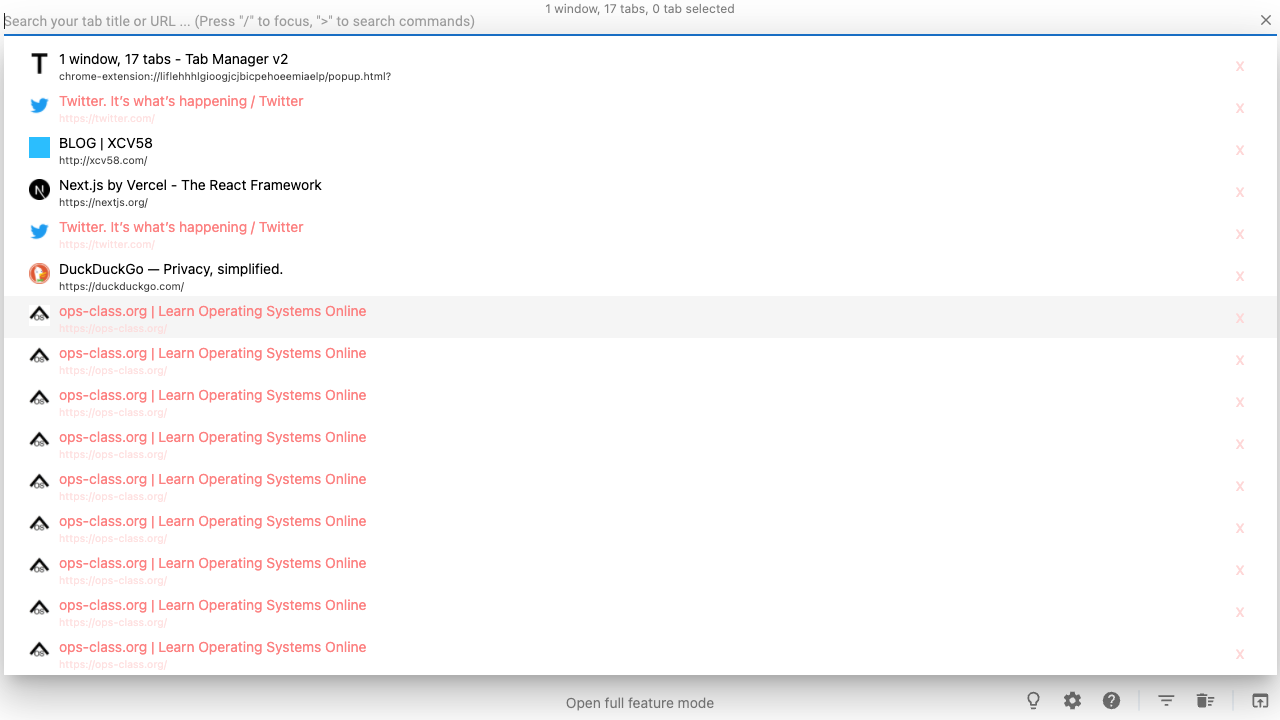 1 window, 17 tabs, 0 tab selected
Search your tab title or URL ... (Press "/" to focus, ">" to search commands)
T
1 window, 17 tabs - Tab Manager v2
chrome-extension://liflehhhlgioogjcjbicpehoeemiaelp/popup.html?
X
Twitter. It’s what’s happening / Twitter
https://twitter.com/
X
BLOG | XCV58
http://xcv58.com/
X
N
Next.js by Vercel - The React Framework
https://nextjs.org/
X
Twitter. It’s what’s happening / Twitter
https://twitter.com/
X
DuckDuckGo — Privacy, simplified.
https://duckduckgo.com/
X
OS
ops-class.org | Learn Operating Systems Online
https://ops-class.org/
X
OS
ops-class.org | Learn Operating Systems Online
https://ops-class.org/
X
OS
ops-class.org | Learn Operating Systems Online
https://ops-class.org/
X
OS
ops-class.org | Learn Operating Systems Online
https://ops-class.org/
X
OS
ops-class.org | Learn Operating Systems Online
https://ops-class.org/
X
OS
ops-class.org | Learn Operating Systems Online
https://ops-class.org/
X
OS
ops-class.org | Learn Operating Systems Online
https://ops-class.org/
X
OS
ops-class.org | Learn Operating Systems Online
https://ops-class.org/
X
OS
ops-class.org | Learn Operating Systems Online
https://ops-class.org/
X
Open full feature mode